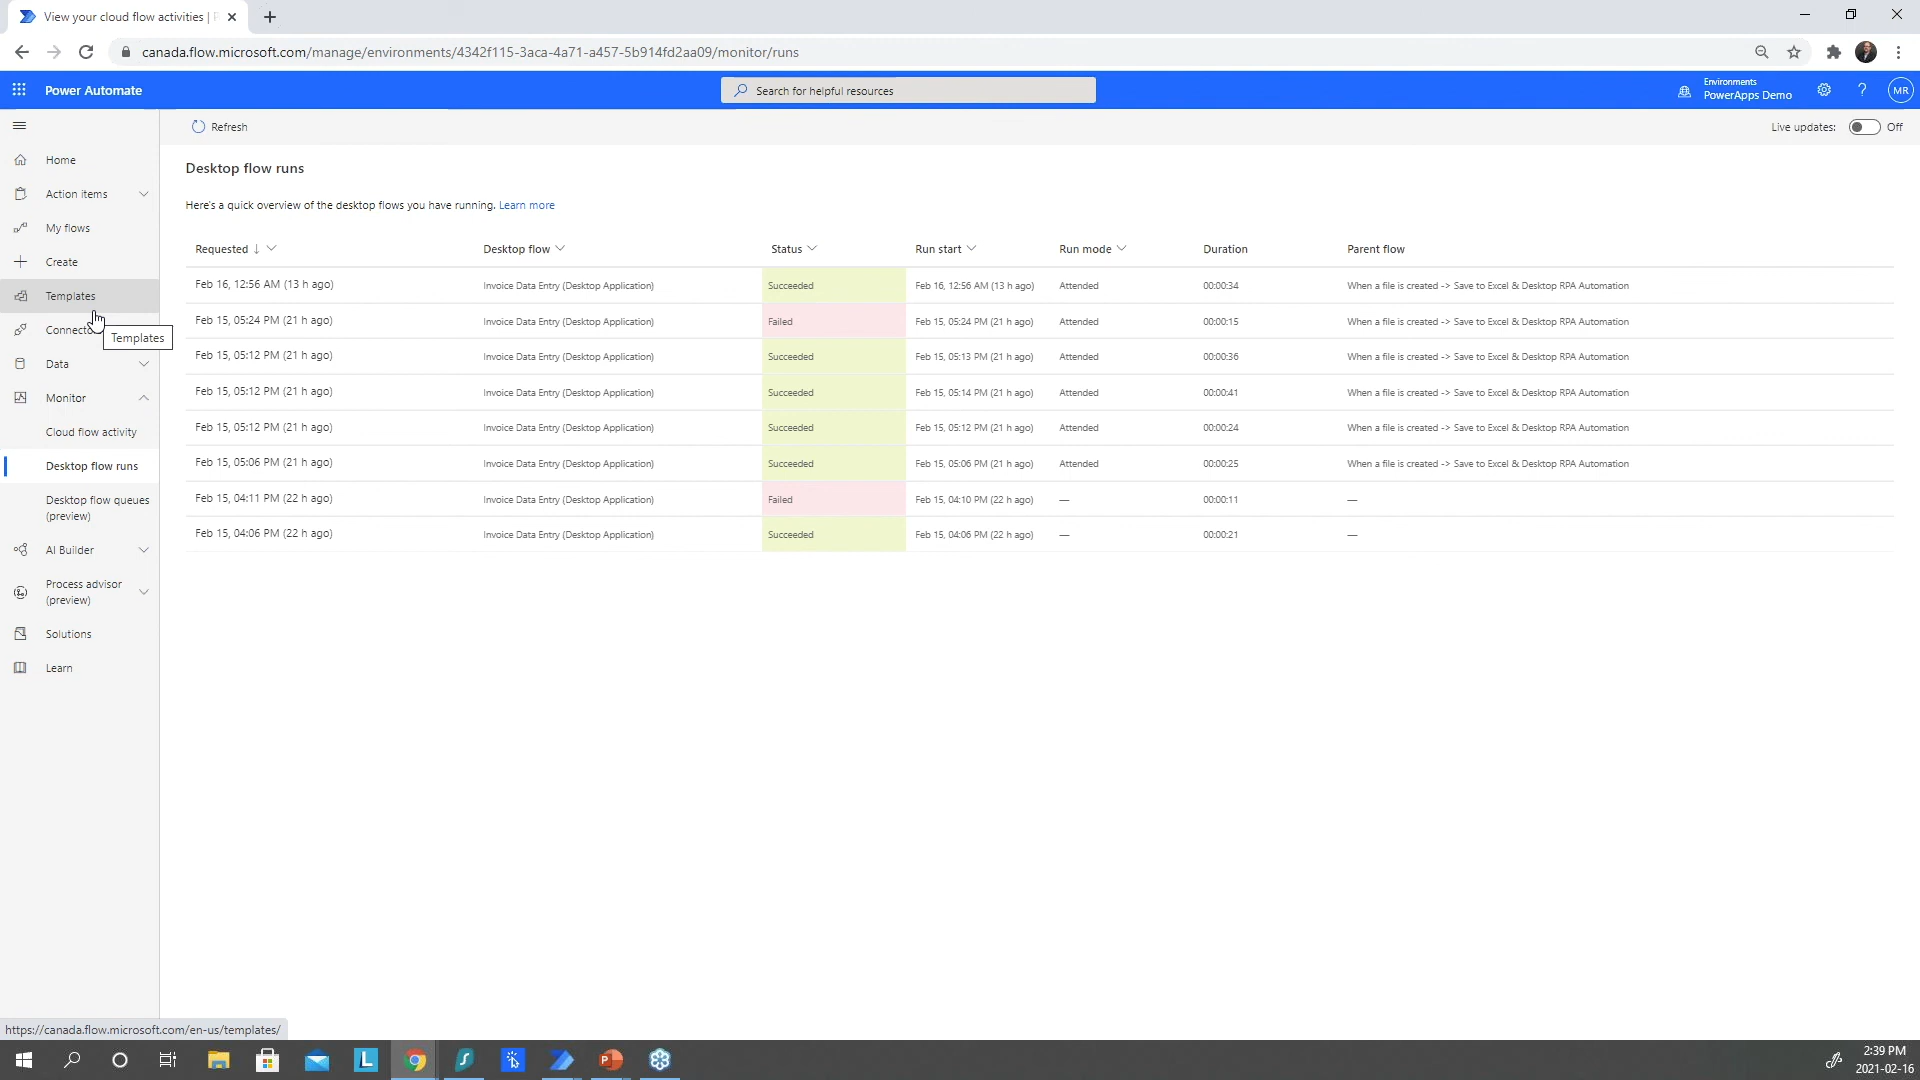 View your cloud flow activities |
canada.flow.microsoft.com/manage/environments/4342f115-3aca-4a71-a457-5b914fd2aa09/monitor/runs
Power Automate
Search for helpful resources
Environments
PowerApps Demo
?
MR
Refresh
Live updates:
Off
Home
Action items
My flows
Create
Templates
Connecto
Templates
Data
Monitor
Cloud flow activity
Desktop flow runs
Desktop flow queues
(preview)
AI Builder
Process advisor
(preview)
Solutions
Learn
Desktop flow runs
Here's a quick overview of the desktop flows you have running. Learn more
Requested ↓ Desktop flow Status Run start Run mode Duration Parent flow
Feb 16, 12:56 AM (13 h ago) Invoice Data Entry (Desktop Application) Succeeded Feb 16, 12:56 AM (13 h ago) Attended 00:00:34 When a file is created -> Save to Excel & Desktop RPA Automation
Feb 15, 05:24 PM (21 h ago) Invoice Data Entry (Desktop Application) Failed Feb 15, 05:24 PM (21 h ago) Attended 00:00:15 When a file is created -> Save to Excel & Desktop RPA Automation
Feb 15, 05:12 PM (21 h ago) Invoice Data Entry (Desktop Application) Succeeded Feb 15, 05:13 PM (21 h ago) Attended 00:00:36 When a file is created -> Save to Excel & Desktop RPA Automation
Feb 15, 05:12 PM (21 h ago) Invoice Data Entry (Desktop Application) Succeeded Feb 15, 05:14 PM (21 h ago) Attended 00:00:41 When a file is created -> Save to Excel & Desktop RPA Automation
Feb 15, 05:12 PM (21 h ago) Invoice Data Entry (Desktop Application) Succeeded Feb 15, 05:12 PM (21 h ago) Attended 00:00:24 When a file is created -> Save to Excel & Desktop RPA Automation
Feb 15, 05:06 PM (21 h ago) Invoice Data Entry (Desktop Application) Succeeded Feb 15, 05:06 PM (21 h ago) Attended 00:00:25 When a file is created -> Save to Excel & Desktop RPA Automation
Feb 15, 04:11 PM (22 h ago) Invoice Data Entry (Desktop Application) Failed Feb 15, 04:10 PM (22 h ago) — 00:00:11 —
Feb 15, 04:06 PM (22 h ago) Invoice Data Entry (Desktop Application) Succeeded Feb 15, 04:06 PM (22 h ago) — 00:00:21 —
https://canada.flow.microsoft.com/en-us/templates/
L
2:39 PM
2021-02-16